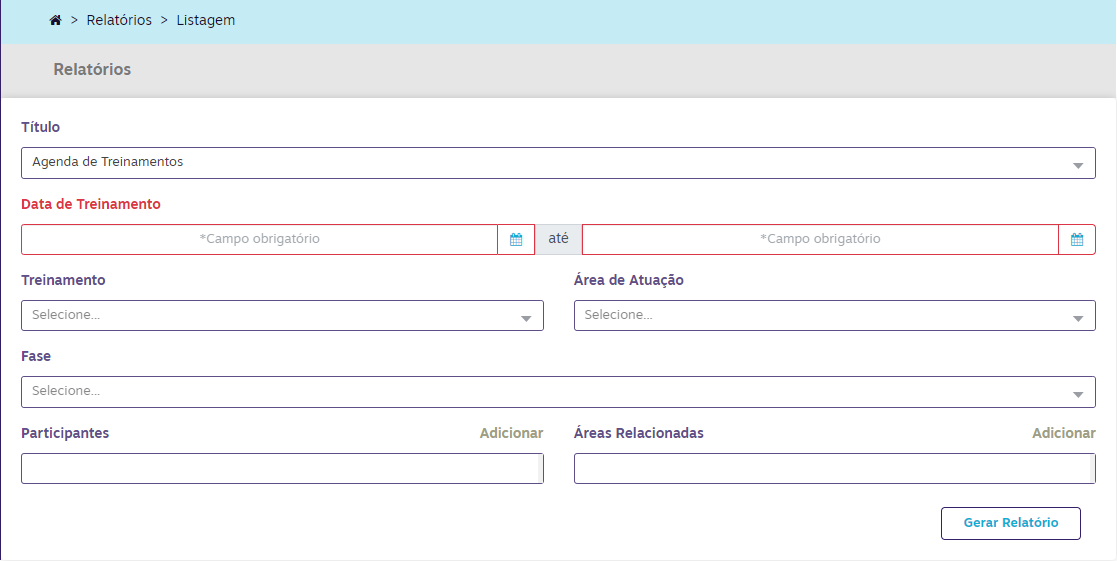 > Relatórios > Listagem
Relatórios
Título
Agenda de Treinamentos
Data de Treinamento
*Campo obrigatório até *Campo obrigatório
Treinamento Área de Atuação
Selecione... Selecione...
Fase
Selecione...
Participantes Adicionar Áreas Relacionadas Adicionar
Gerar Relatório